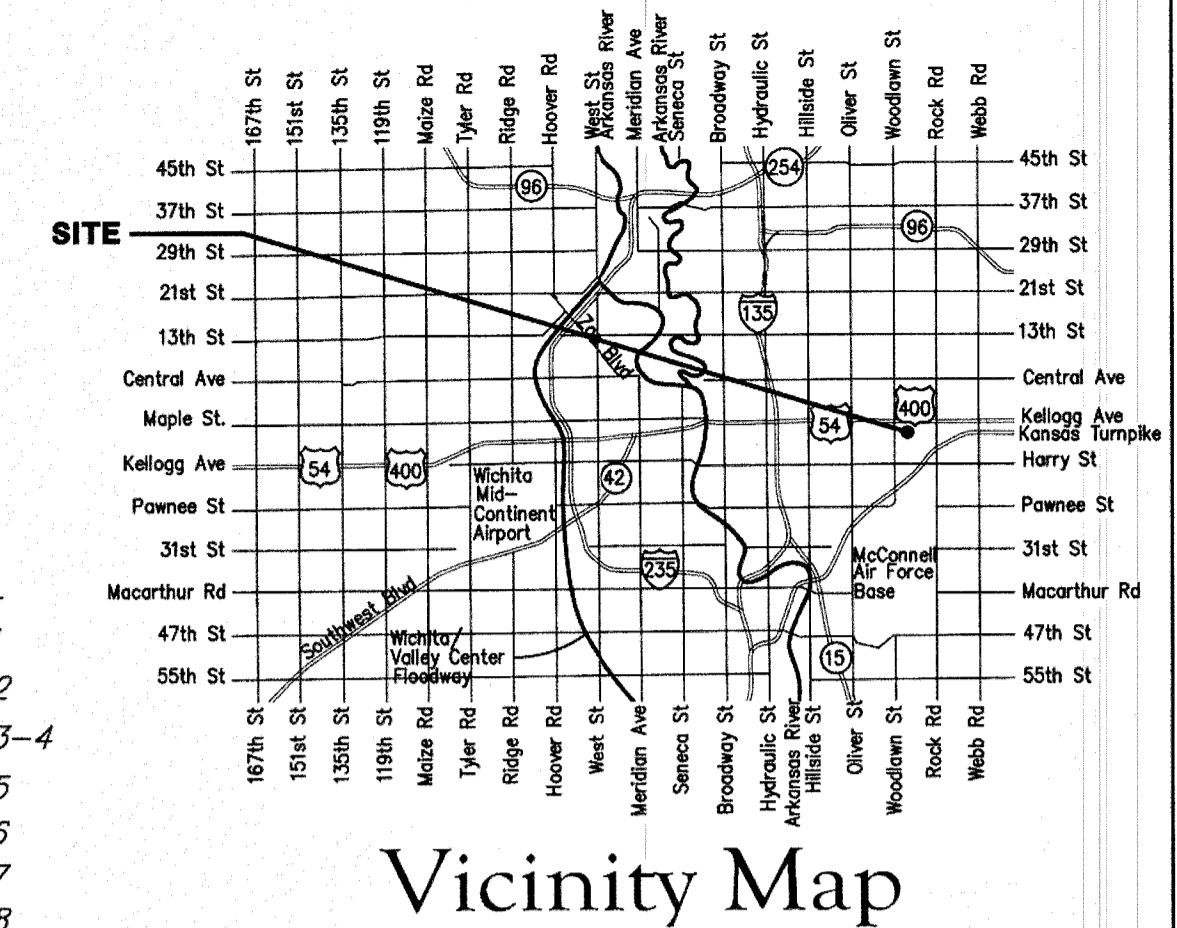 167th St
151st St
135th St
119th St
Maize Rd
Tyler Rd
Ridge Rd
Hoover Rd
West St
Arkansas River
Meridian Ave
Arkansas River
Seneca St
Broadway St
Hydraulic St
Hillside St
Oliver St
Woodlawn St
Rock Rd
Webb Rd
45th St
37th St
SITE
29th St
21st St
13th St
Central Ave
Maple St.
Kellogg Ave
Pawnee St
31st St
Macarthur Rd
47th St
55th St
96
254
96
135
Zoo Blvd
54
400
54
400
42
Wichita
Mid-
Continent
Airport
235
McConnell
Air Force
Base
Southwest Blvd
Wichita/
Valley Center
Floodway
15
45th St
37th St
29th St
21st St
13th St
Central Ave
Kellogg Ave
Kansas Turnpike
Harry St
Pawnee St
31st St
Macarthur Rd
47th St
55th St
167th St
151st St
135th St
119th St
Maize Rd
Tyler Rd
Ridge Rd
Hoover Rd
West St
Meridian Ave
Seneca St
Broadway St
Hydraulic St
Arkansas River
Hillside St
Oliver St
Woodlawn St
Rock Rd
Webb Rd
2
3-4
5
6
7
8
Vicinity Map